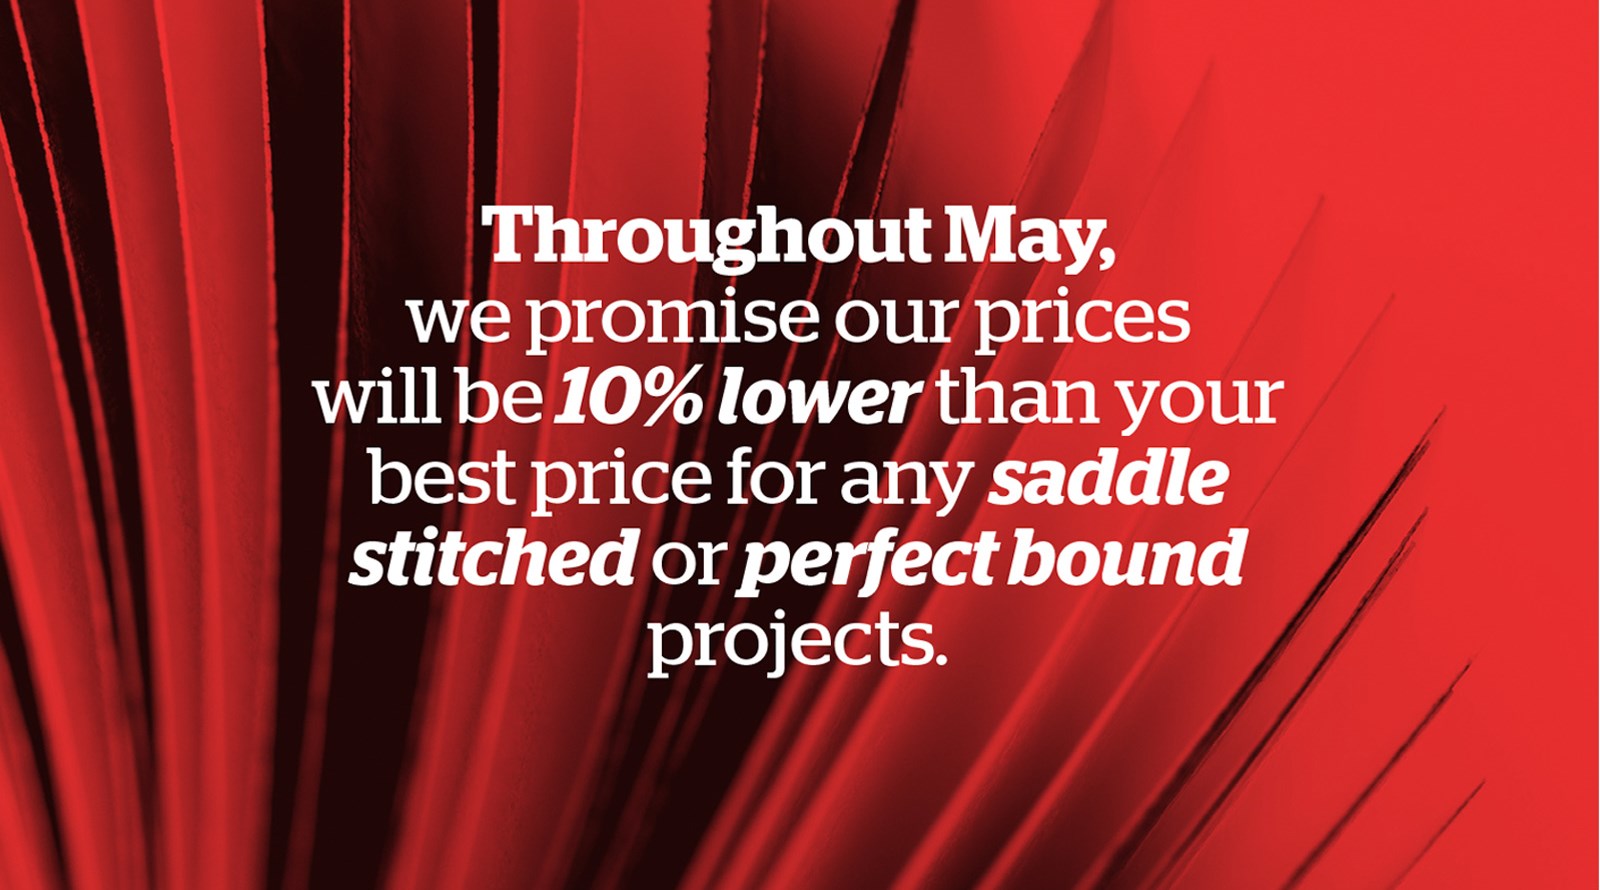 Throughout May,
we promise our prices
will be 10% lower than your
best price for any saddle
stitched or perfect bound
projects.